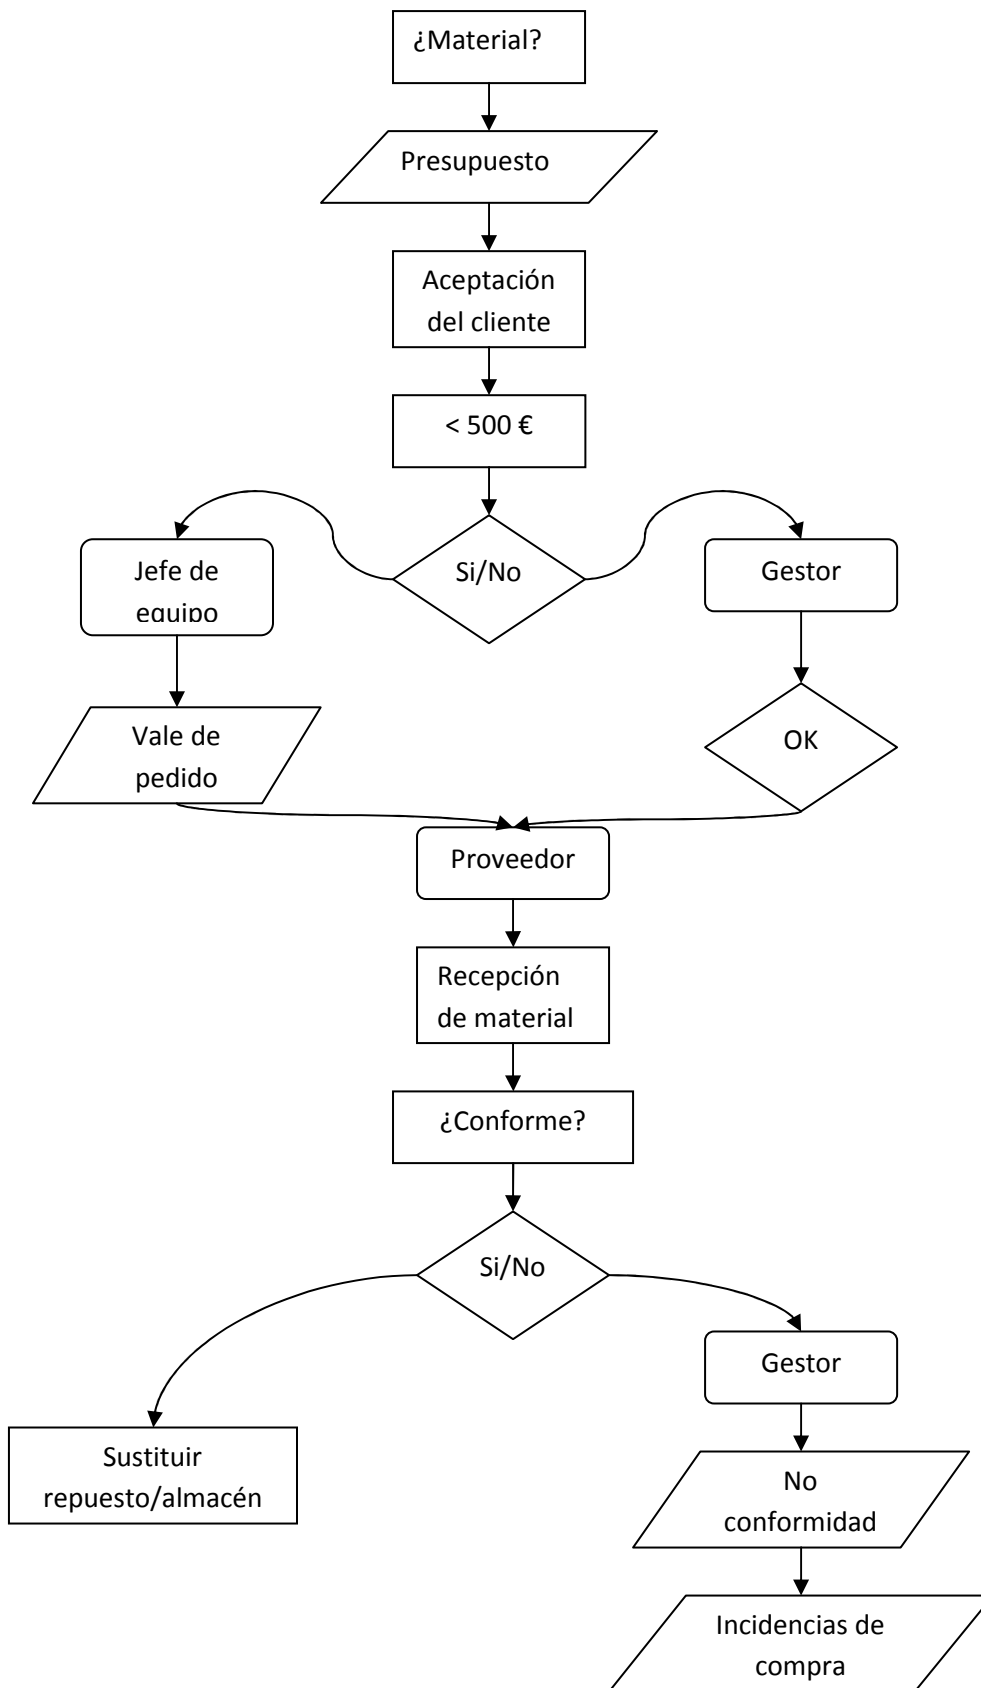 ¿Material?
Presupuesto
Aceptación
del cliente
< 500 €
Si/No
Jefe de
equipo
Gestor
Vale de
pedido
OK
Proveedor
Recepción
de material
¿Conforme?
Si/No
Gestor
Sustituir
repuesto/almacén
No
conformidad
Incidencias de
compra